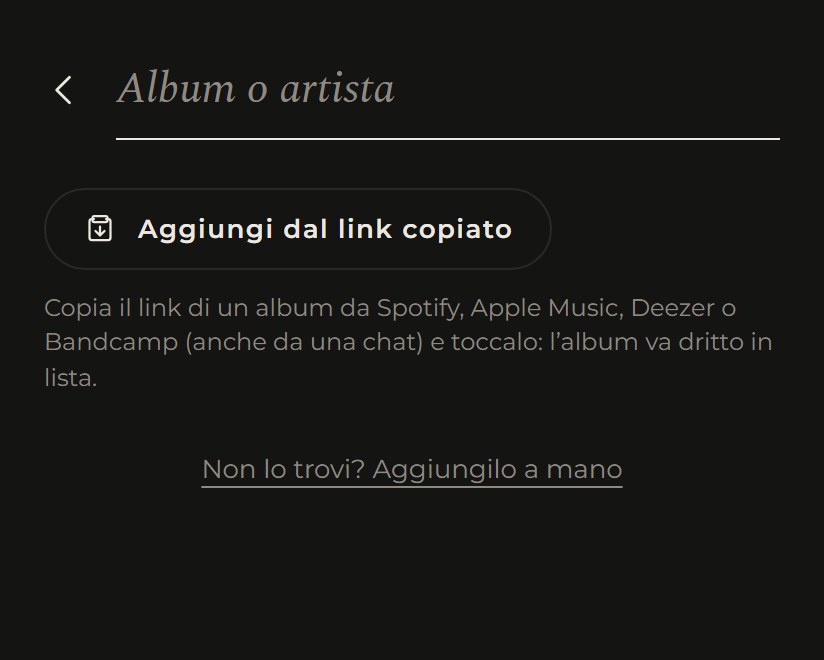 Album o artista
Aggiungi dal link copiato
Copia il link di un album da Spotify, Apple Music, Deezer o
Bandcamp (anche da una chat) e toccalo: l’album va dritto in
lista.
Non lo trovi? Aggiungilo a mano